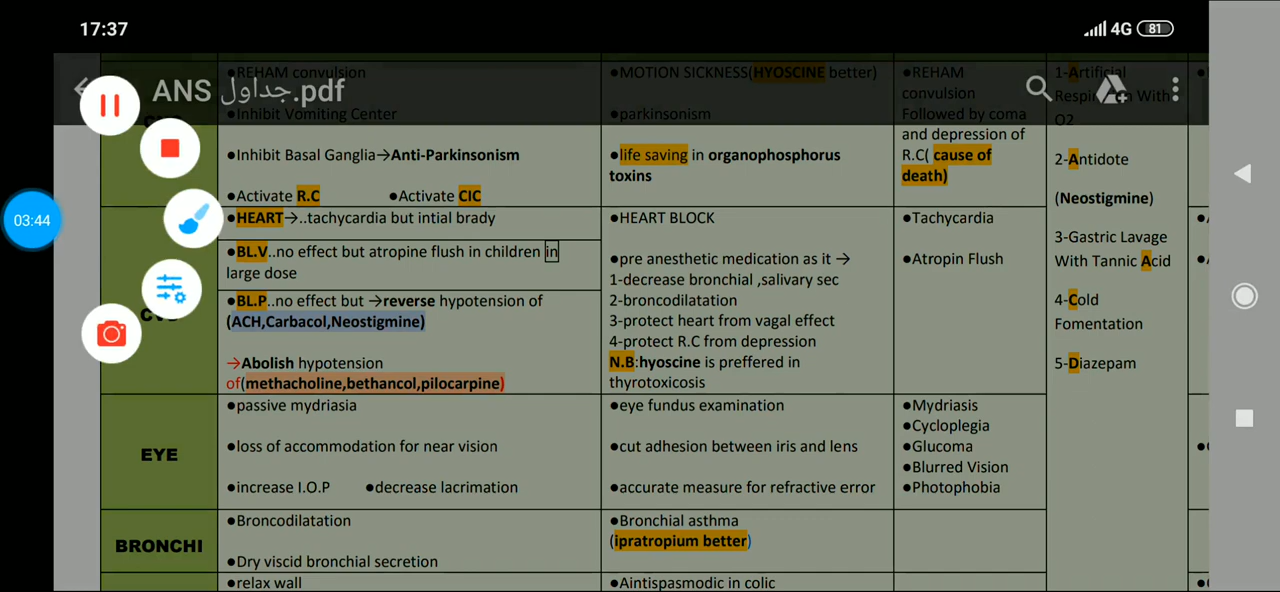 17:37
4G 81
ANS جداول.pdf
03:44
●REHAM convulsion
●Inhibit Vomiting Center
●Inhibit Basal Ganglia→Anti-Parkinsonism
●Activate R.C ●Activate CIC
●MOTION SICKNESS(HYOSCINE better)
●parkinsonism
●life saving in organophosphorus
toxins
●REHAM
convulsion
Followed by coma
and depression of
R.C( cause of
death)
1-Artificial
With
O2
2-Antidote
(Neostigmine)
3-Gastric Lavage
With Tannic Acid
4-Cold
Fomentation
5-Diazepam
●HEART→..tachycardia but intial brady
●BL.V..no effect but atropine flush in children in
large dose
●BL.P..no effect but →reverse hypotension of
(ACH,Carbacol,Neostigmine)
→Abolish hypotension
of(methacholine,bethancol,pilocarpine)
●HEART BLOCK
●pre anesthetic medication as it →
1-decrease bronchial ,salivary sec
2-broncodilatation
3-protect heart from vagal effect
4-protect R.C from depression
N.B:hyoscine is preffered in
thyrotoxicosis
●Tachycardia
●Atropin Flush
EYE
●passive mydriasia
●loss of accommodation for near vision
●increase I.O.P ●decrease lacrimation
●eye fundus examination
●cut adhesion between iris and lens
●accurate measure for refractive error
●Mydriasis
●Cycloplegia
●Glucoma
●Blurred Vision
●Photophobia
BRONCHI
●Broncodilatation
●Dry viscid bronchial secretion
●Bronchial asthma
(ipratropium better)
●relax wall
●Aintispasmodic in colic